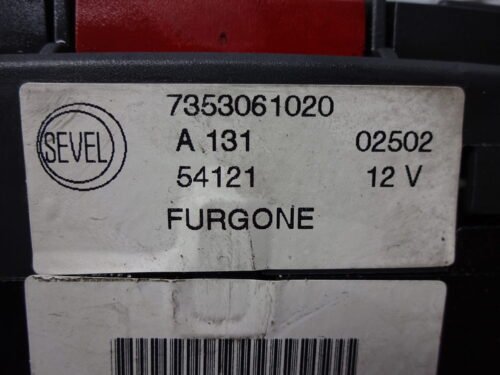 7353061020
SEVEL A 131 02502
54121 12 V
FURGONE